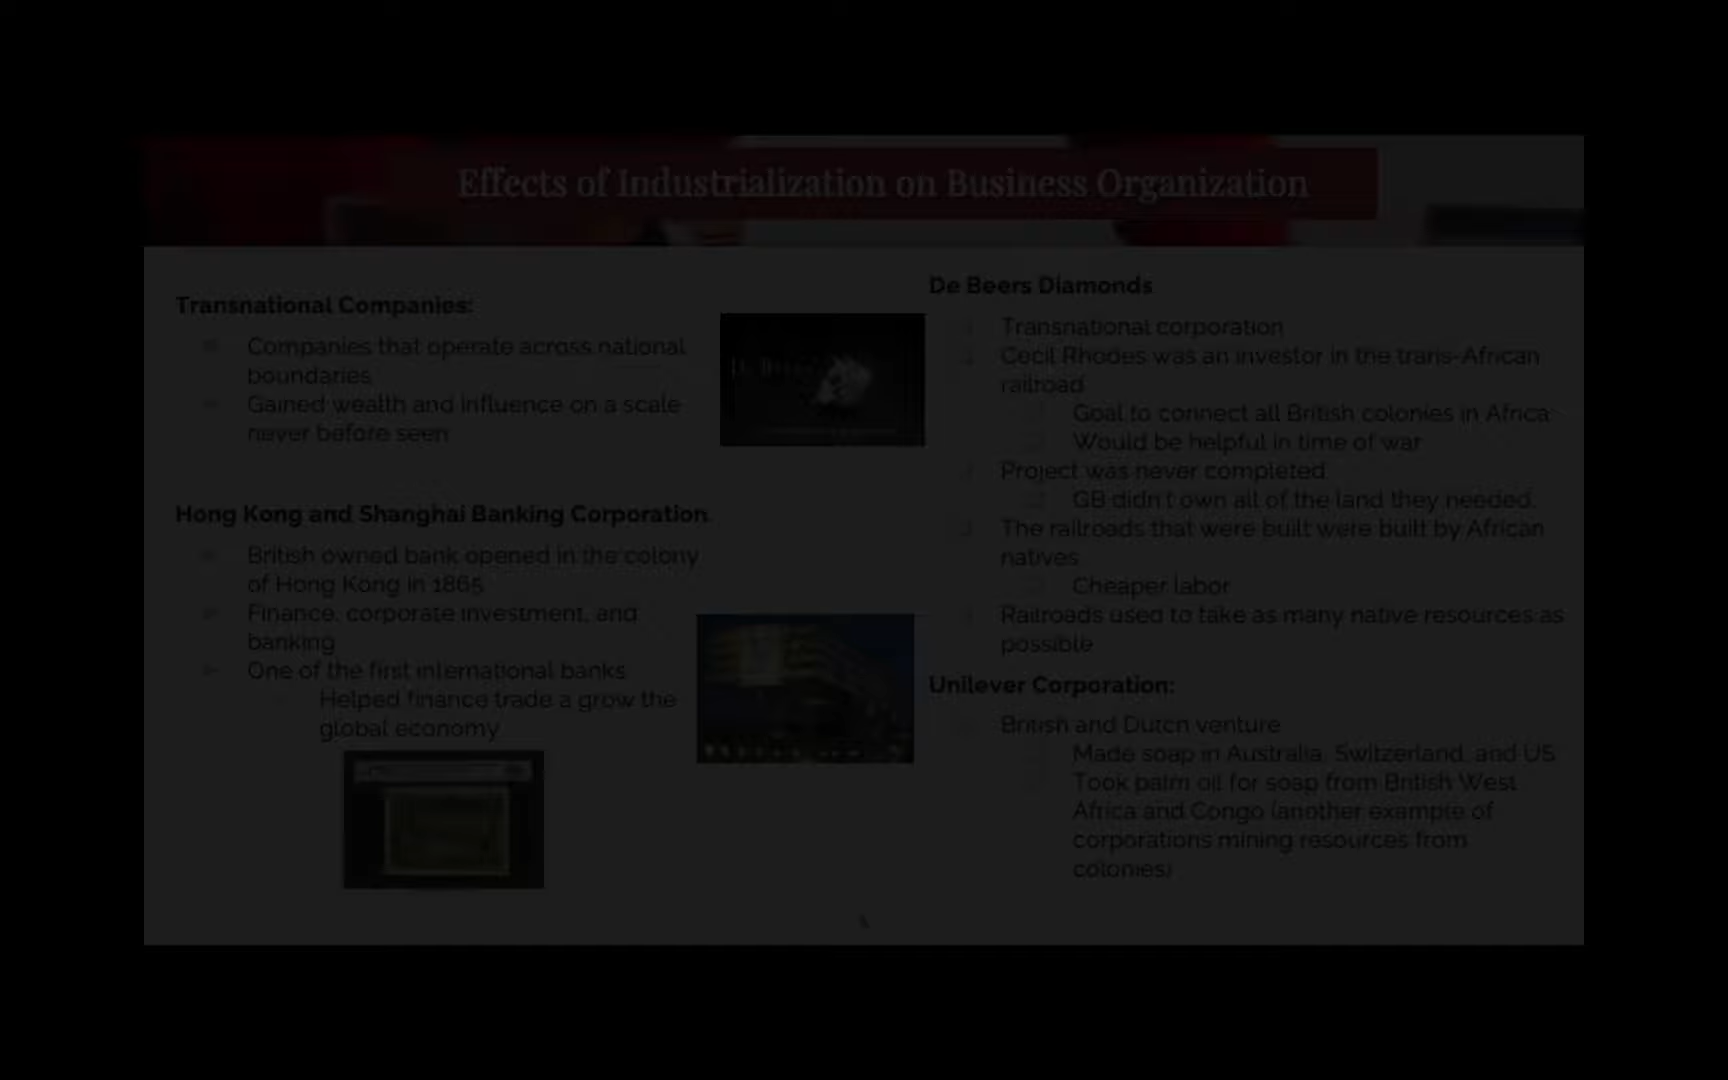 Effects of Industrialization on Business Organization
Transnational Companies:
Companies that operate across national
boundaries
Gained wealth and influence on a scale
never before seen
Hong Kong and Shanghai Banking Corporation
British owned bank opened in the colony
of Hong Kong in 1865
Finance, corporate investment, and
banking
One of the first international banks
Helped finance trade a grow the
global economy
De Beers Diamonds
Transnational corporation
Cecil Rhodes was an investor in the trans-African
railroad
Goal to connect all British colonies in Africa
Would be helpful in time of war
Project was never completed
GB didn't own all of the land they needed
The railroads that were built were built by African
natives
Cheaper labor
Railroads used to take as many native resources as
possible
Unilever Corporation:
British and Dutch venture
Made soap in Australia, Switzerland, and US
Took palm oil for soap from British West
Africa and Congo (another example of
corporations mining resources from
colonies)